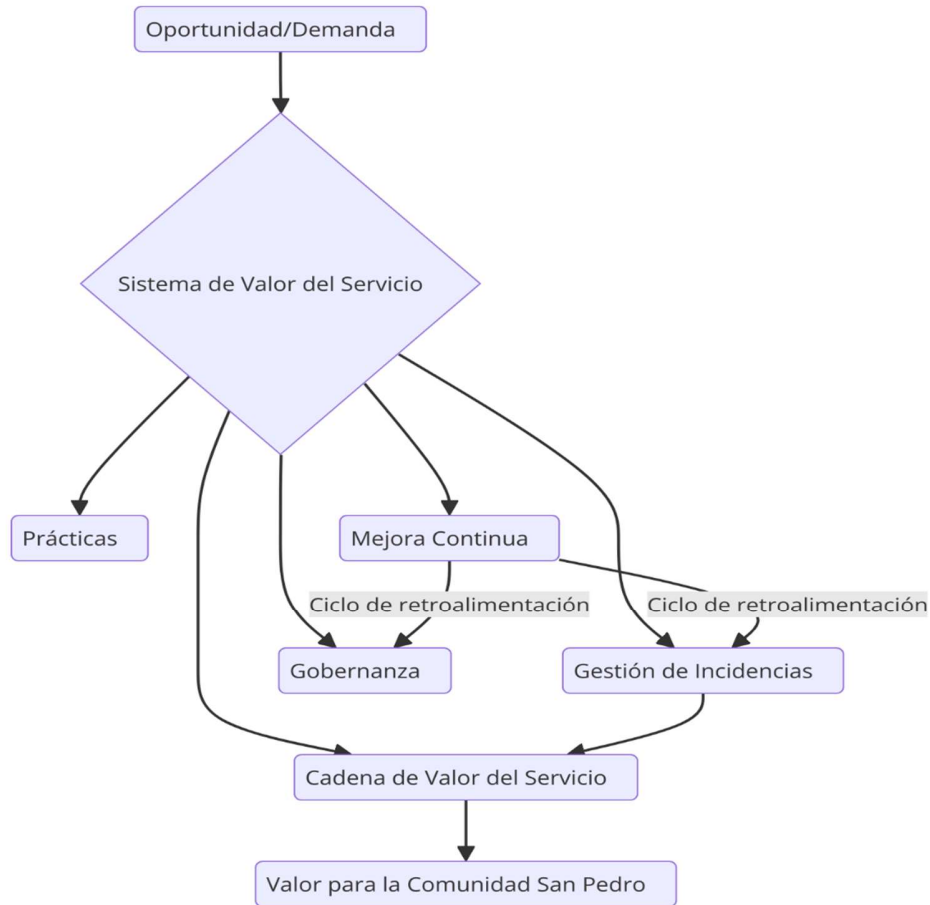 Oportunidad/Demanda
Sistema de Valor del Servicio
Prácticas
Mejora Continua
Ciclo de retroalimentación
Ciclo de retroalimentación
Gobernanza
Gestión de Incidencias
Cadena de Valor del Servicio
Valor para la Comunidad San Pedro